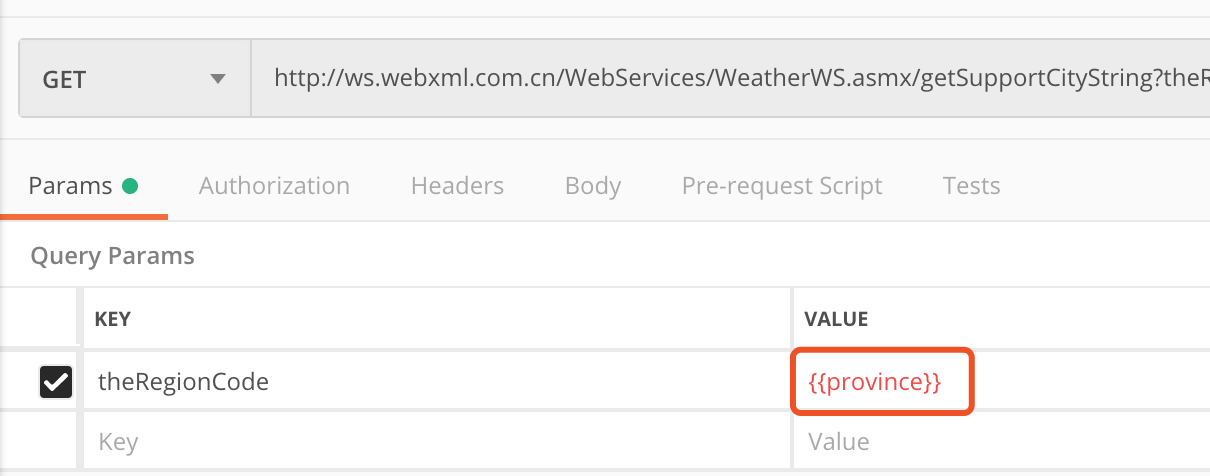 GET http://ws.webxml.com.cn/WebServices/WeatherWS.asmx/getSupportCityString?theR
Params Authorization Headers Body Pre-request Script Tests
Query Params
KEY VALUE
theRegionCode {{province}}
Key Value